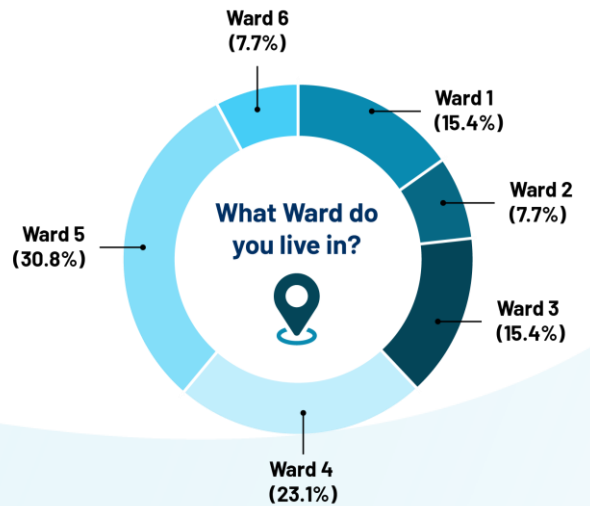 Ward 6
(7.7%)
Ward 1
(15.4%)
Ward 2
(7.7%)
What Ward do
you live in?
Ward 5
(30.8%)
Ward 3
(15.4%)
Ward 4
(23.1%)